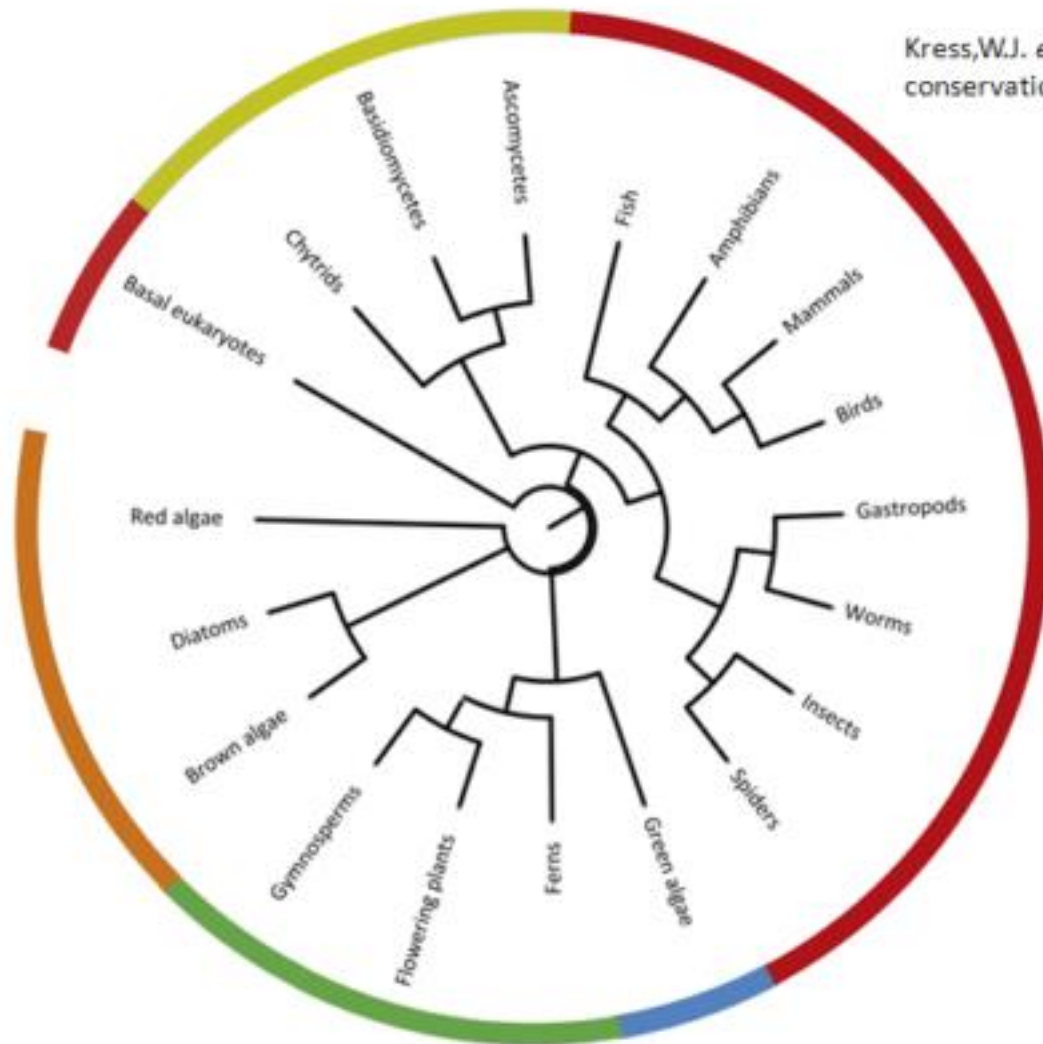 Kress,W.J.
Ascomycetes
Basidiomycetes
Chytrids
Basal eukaryotes
Fish
Amphibians
Mammals
Birds
Gastropods
Worms
Insects
Spiders
Green algae
Ferns
Flowering plants
Gymnosperms
Brown algae
Diatoms
Red algae